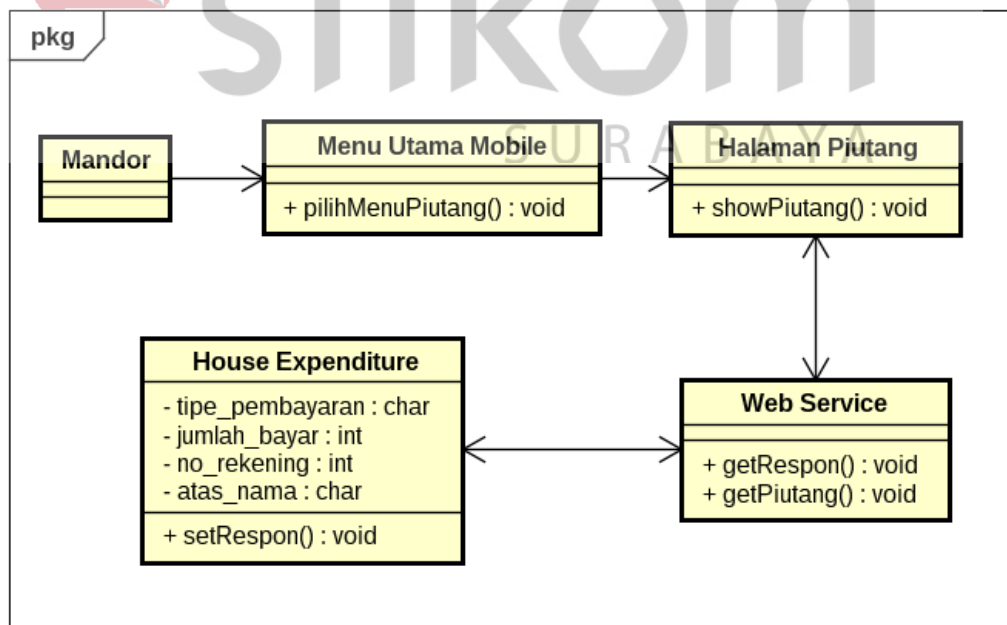 stikom
SURABAYA
pkg
Mandor
Menu Utama Mobile
+ pilihMenuPiutang() : void
Halaman Piutang
+ showPiutang() : void
House Expenditure
- tipe_pembayaran : char
- jumlah_bayar : int
- no_rekening : int
- atas_nama : char
+ setRespon() : void
Web Service
+ getRespon() : void
+ getPiutang() : void